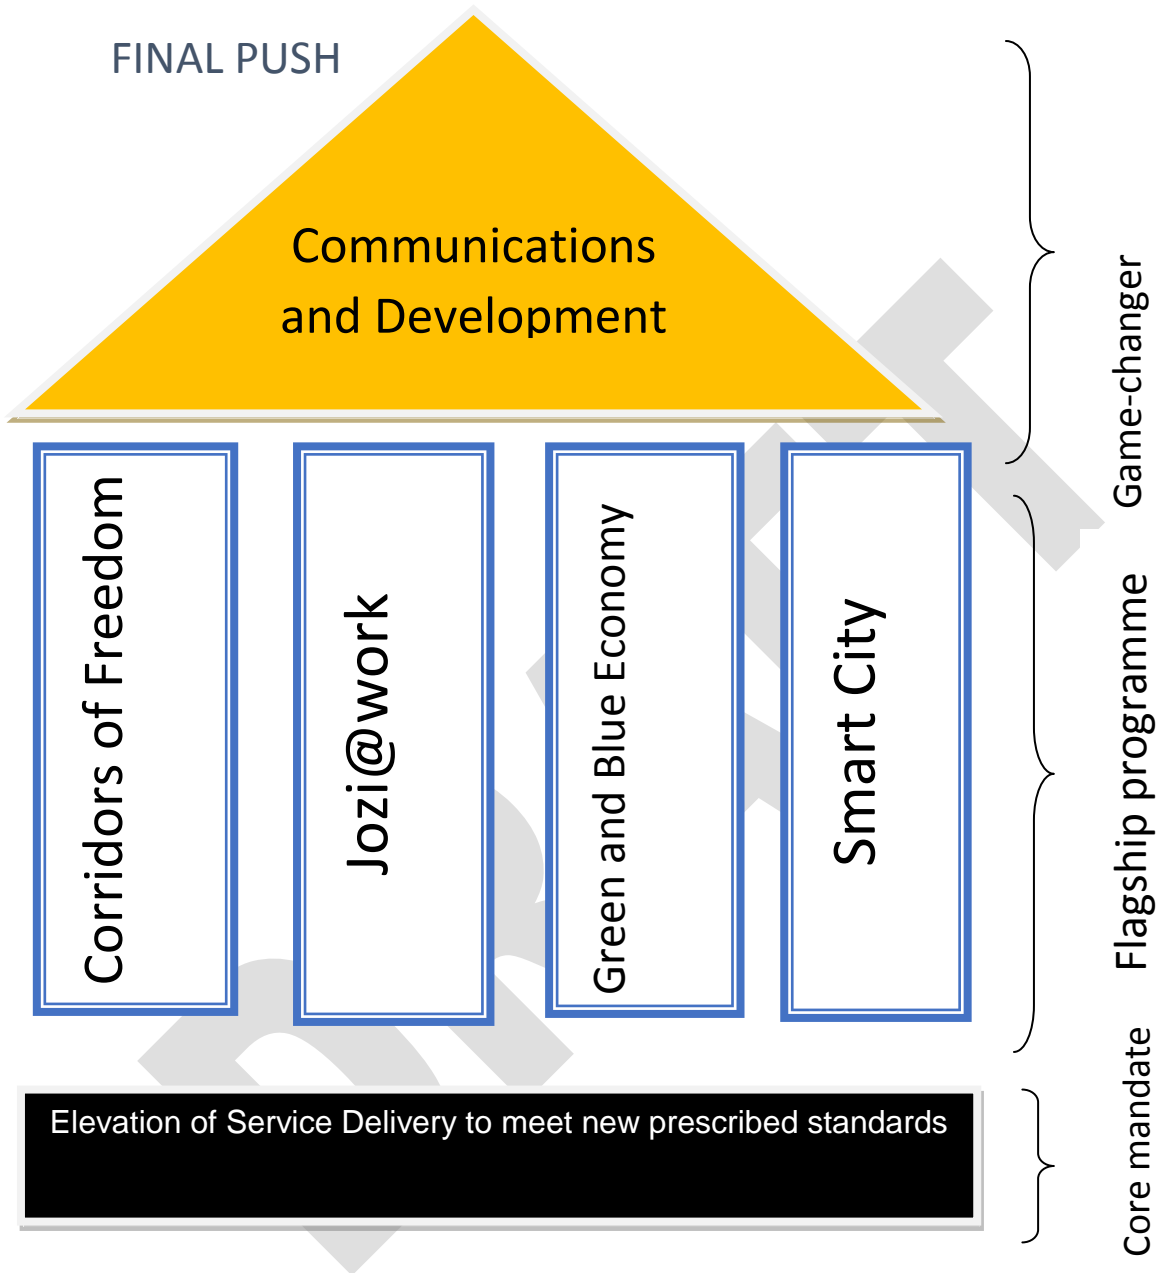 FINAL PUSH
Communications
and Development
Game-changer
Corridors of Freedom
Jozi@work
Green and Blue Economy
Smart City
Flagship programme
Elevation of Service Delivery to meet new prescribed standards
Core mandate
DRAFT